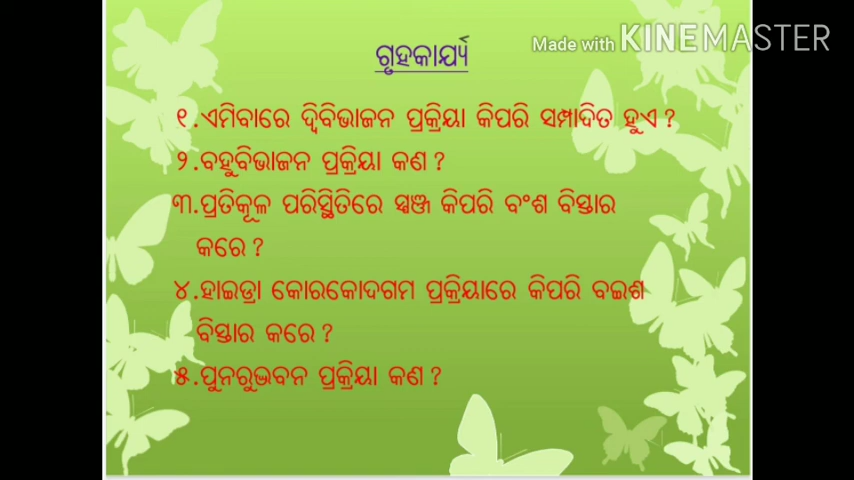 Made with KINEMASTER
ଗୃହକାର୍ଯ୍ୟ
୧.ଏମିବାରେ ଦ୍ୱିବିଭାଜନ ପ୍ରକ୍ରିୟା କିପରି ସମ୍ପାଦିତ ହୁଏ ?
୨.ବହୁବିଭାଜନ ପ୍ରକ୍ରିୟା କଣ ?
୩.ପ୍ରତିକୂଳ ପରିସ୍ଥିତିରେ ସ୍ପଞ୍ଜ କିପରି ବଂଶ ବିସ୍ତାର
କରେ ?
୪.ହାଇଡ୍ରା କୋରକୋଦଗମ ପ୍ରକ୍ରିୟାରେ କିପରି ବଇଶ
ବିସ୍ତାର କରେ ?
୫.ପୁନରୁଦ୍ଭବନ ପ୍ରକ୍ରିୟା କଣ ?